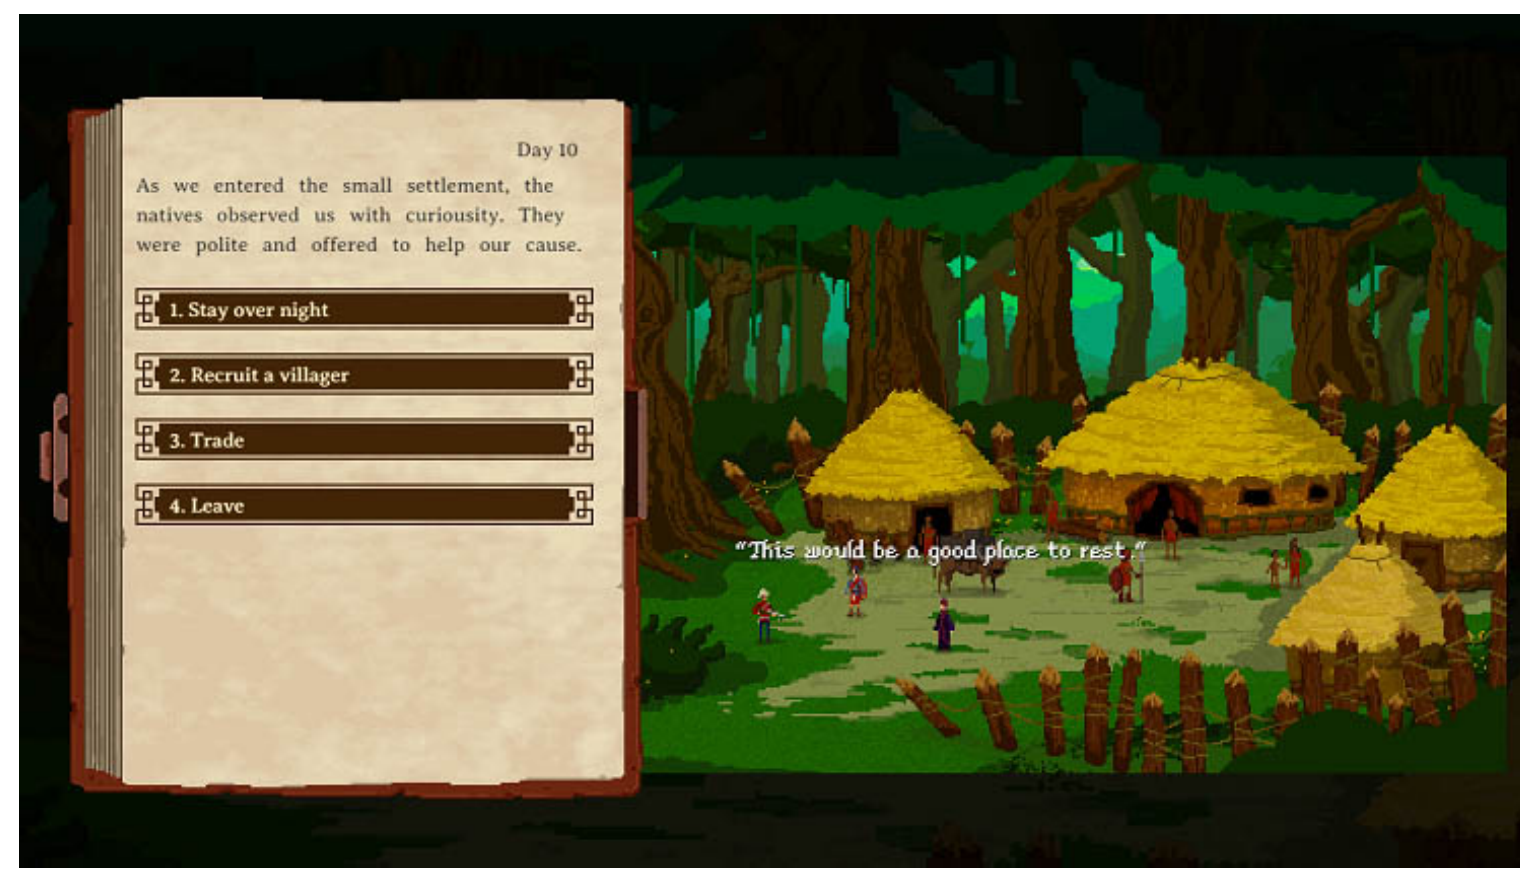 Day 10
As we entered the small settlement, the
natives observed us with curiousity. They
were polite and offered to help our cause.
1. Stay over night
2. Recruit a villager
3. Trade
4. Leave
"This would be a good place to rest."